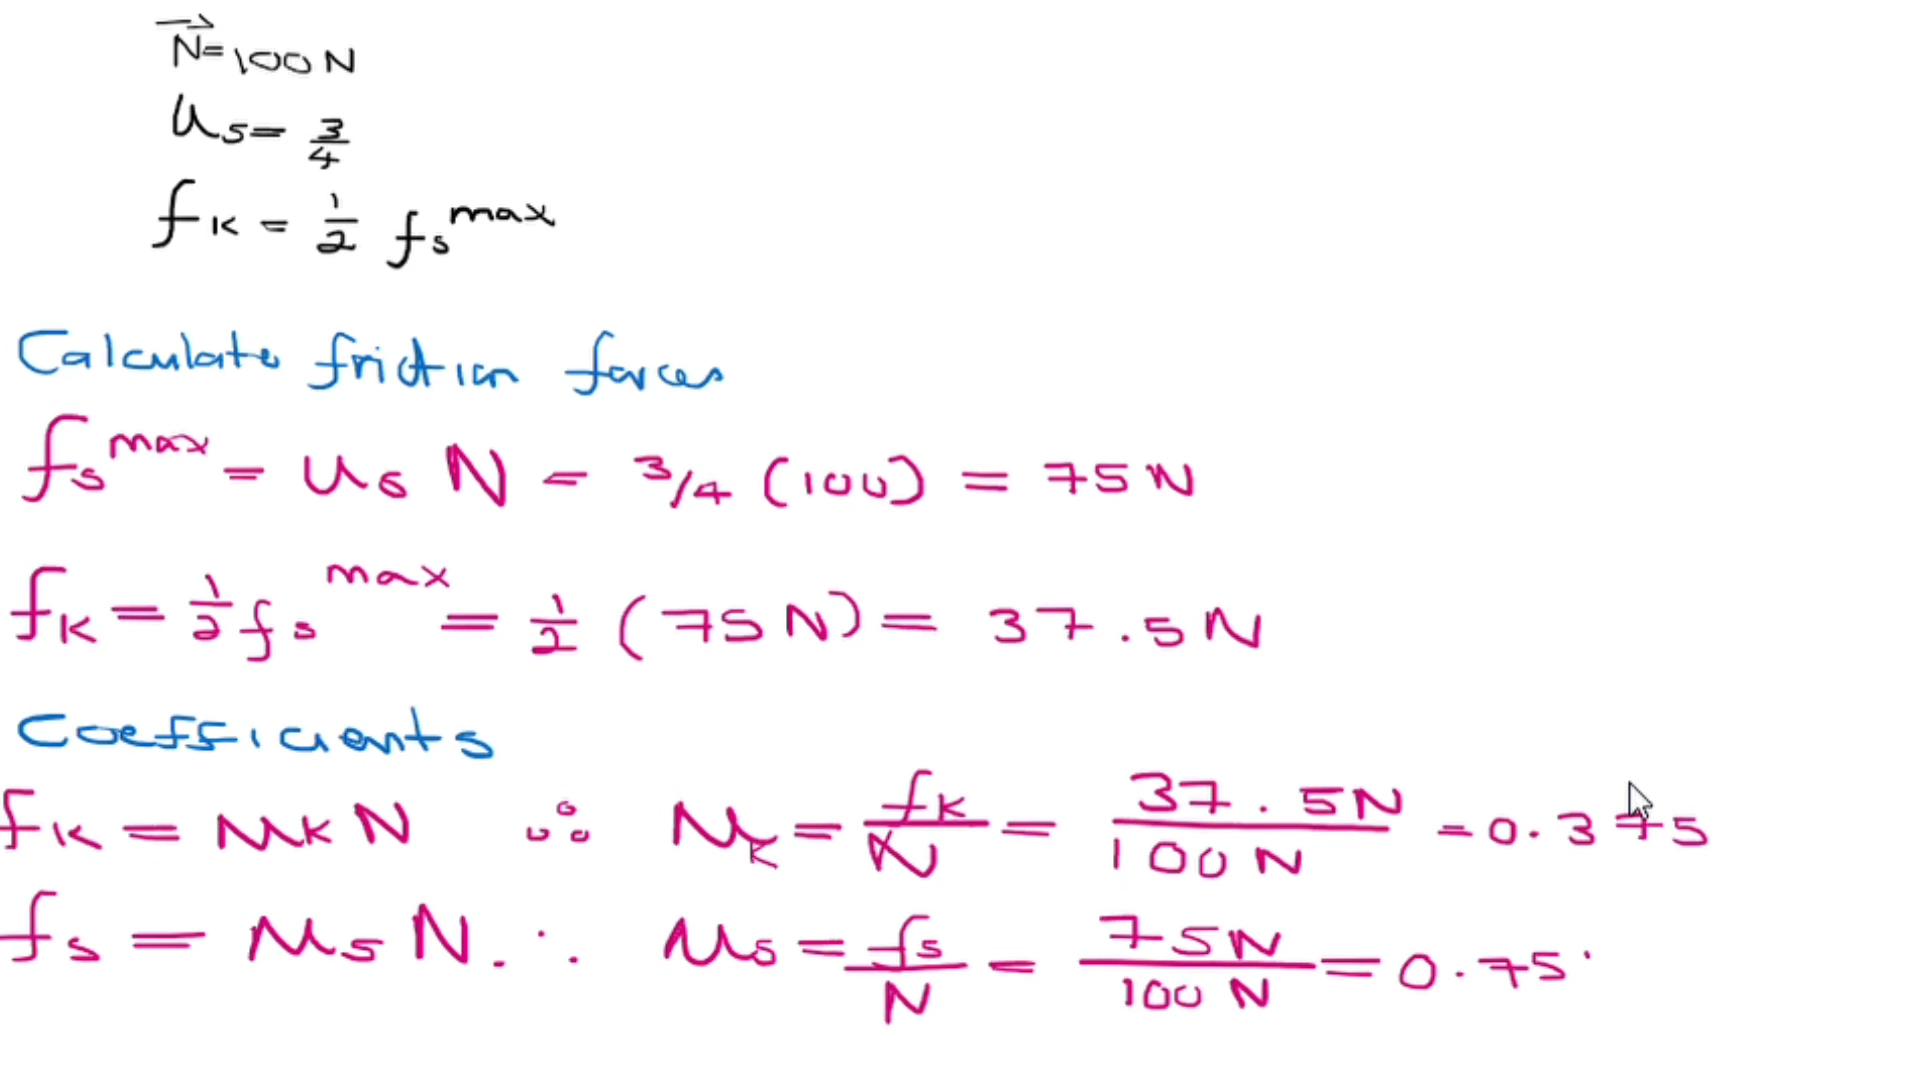 N⃗ = 100 N
μs = 3/4
fk = 1/2 fs max
Calculate friction forces
fs max = μs N = 3/4 (100) = 75 N
fk = 1/2 fs max = 1/2 (75 N) = 37.5 N
Coefficients
fk = μk N ∴ μk = fk/N = 37.5 N/100 N = 0.375
fs = μs N. ∴ μs = fs/N = 75 N/100 N = 0.75